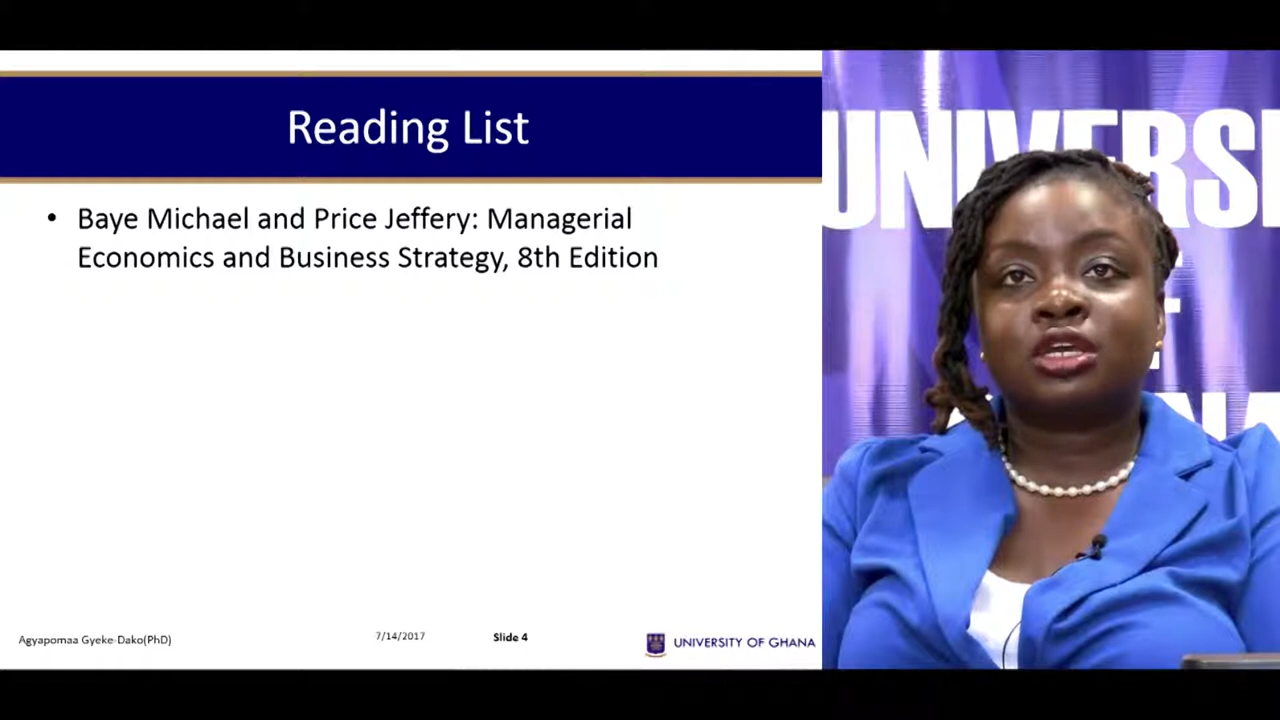 Reading List
• Baye Michael and Price Jeffery: Managerial
Economics and Business Strategy, 8th Edition
Agyapomaa Gyeke-Dako(PhD)
7/14/2017
Slide 4
UNIVERSITY OF GHANA
UNIVERSI